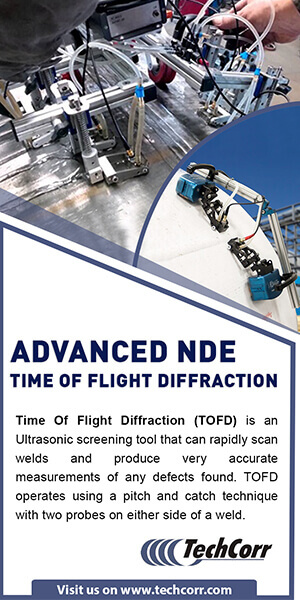 ADVANCED NDE
TIME OF FLIGHT DIFFRACTION
Time Of Flight Diffraction (TOFD) is an
Ultrasonic screening tool that can rapidly scan
welds and produce very accurate
measurements of any defects found. TOFD
operates using a pitch and catch technique
with two probes on either side of a weld.
TechCorr
Visit us on www.techcorr.com